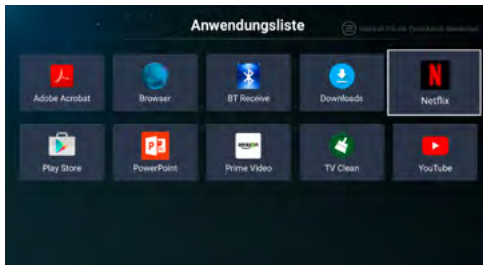 Anwendungsliste
Adobe Acrobat
Browser
BT Receive
Downloads
Netflix
Play Store
PowerPoint
Prime Video
TV Clean
YouTube